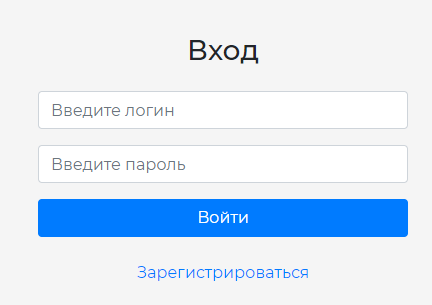 Вход
Введите логин
Введите пароль
Войти
Зарегистрироваться